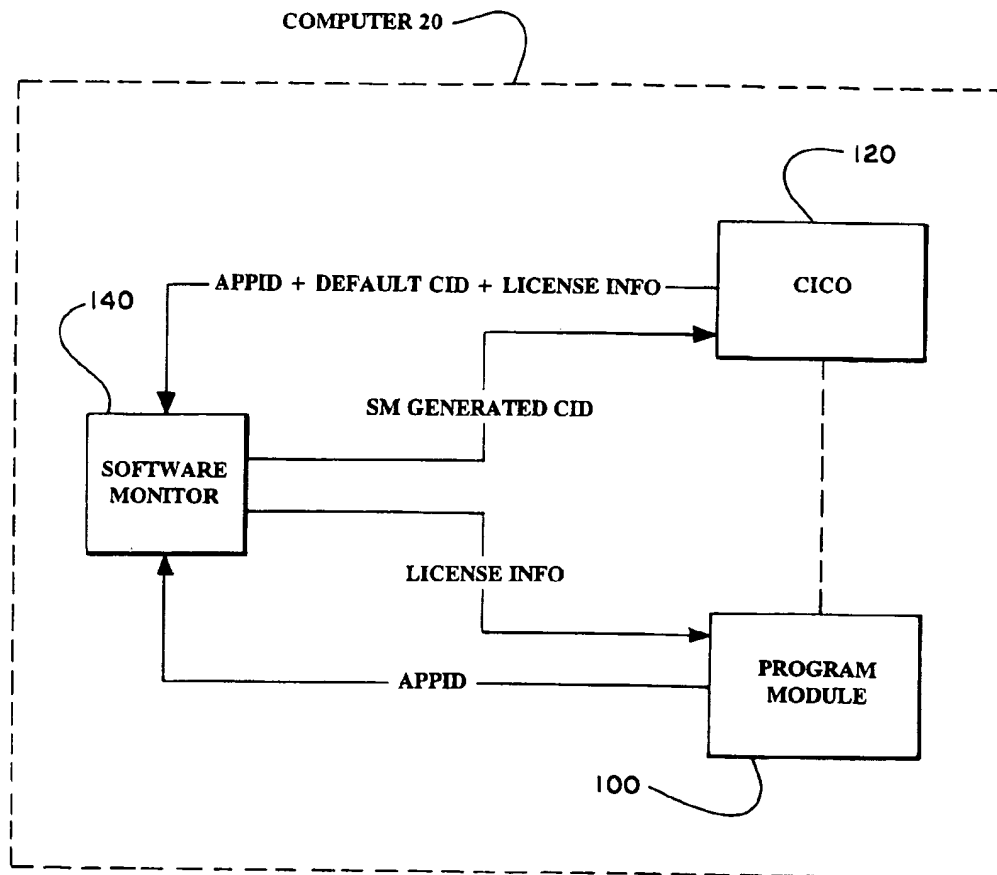 COMPUTER 20
120
CICO
APPID + DEFAULT CID + LICENSE INFO
140
SM GENERATED CID
SOFTWARE
MONITOR
LICENSE INFO
PROGRAM
MODULE
APPID
100